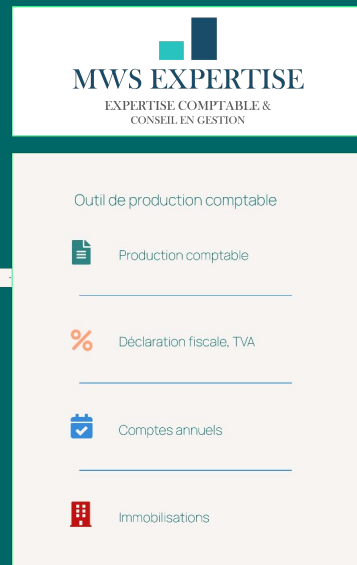 MWS EXPERTISE
EXPERTISE COMPTABLE &
CONSEIL EN GESTION
Outil de production comptable
Production comptable
Déclaration fiscale, TVA
Comptes annuels
Immobilisations